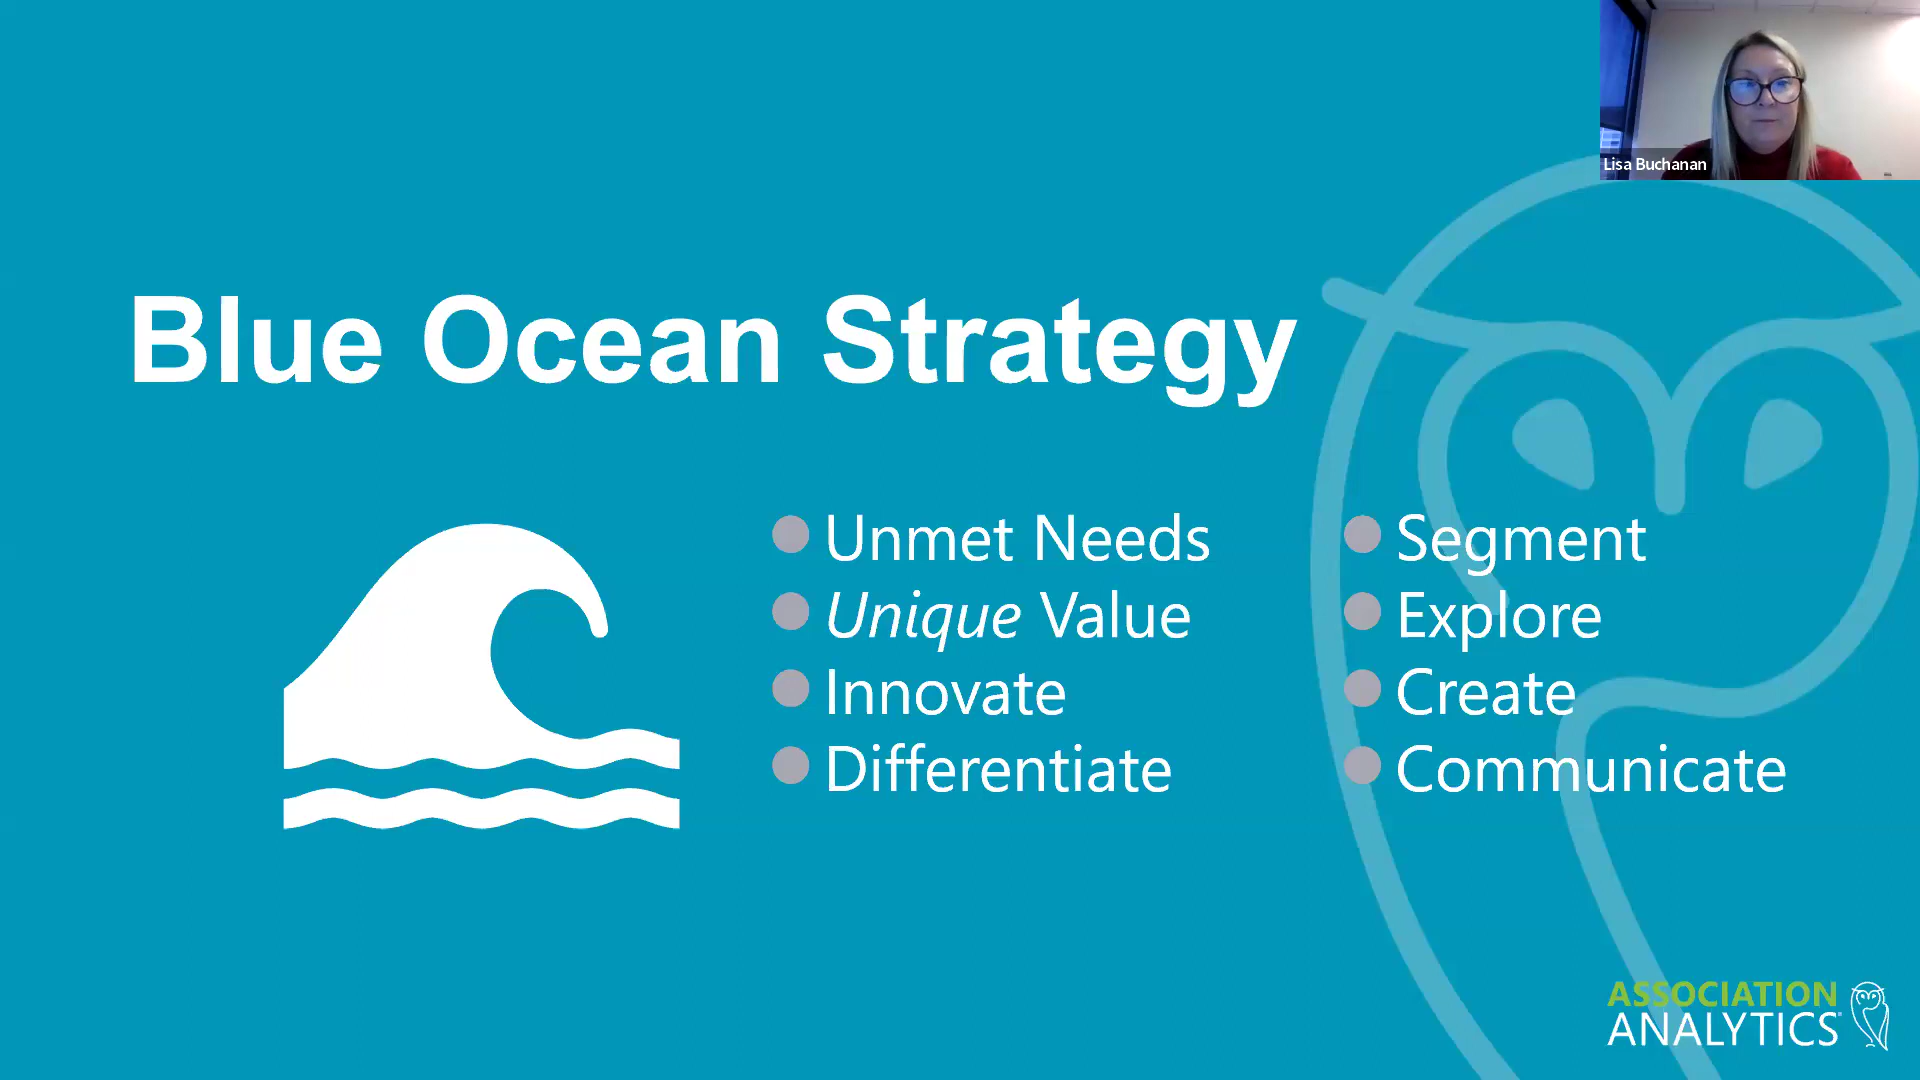 Lisa Buchanan
Blue Ocean Strategy
Unmet Needs
Unique Value
Innovate
Differentiate
Segment
Explore
Create
Communicate
ASSOCIATION
ANALYTICS